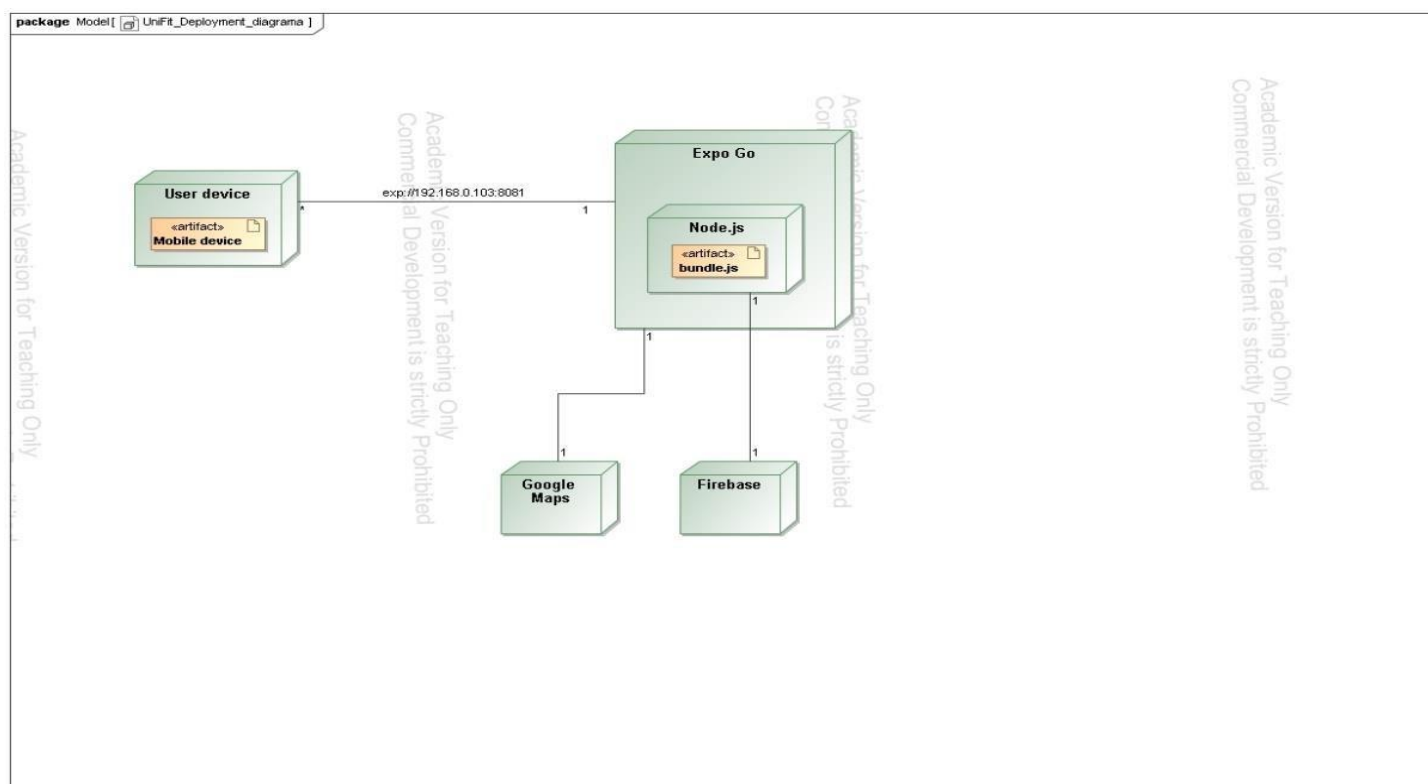 package Model[ UniFit_Deployment_diagrama ]
Expo Go
User device
exp://192.168.0.103:8081
«artifact»
Mobile device
*
1
Node.js
«artifact»
bundle.js
1
1
1
1
Google
Maps
Firebase
Academic Version for Teaching Only
Academic Version for Teaching Only
Commercial Development is strictly Prohibited
Academic Version for Teaching Only
Commercial Development is strictly Prohibited
Academic Version for Teaching Only
Commercial Development is strictly Prohibited